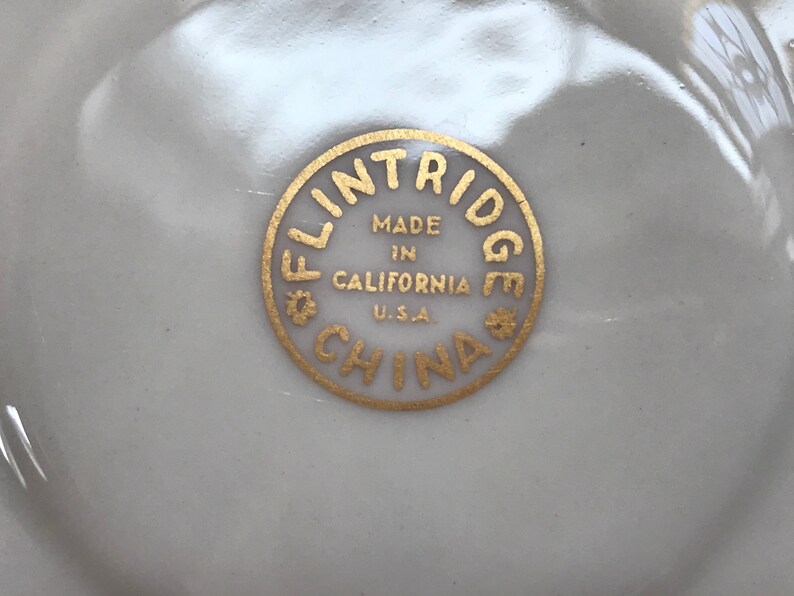 FLINTRIDGE
MADE
IN
CALIFORNIA
U.S.A.
CHINA